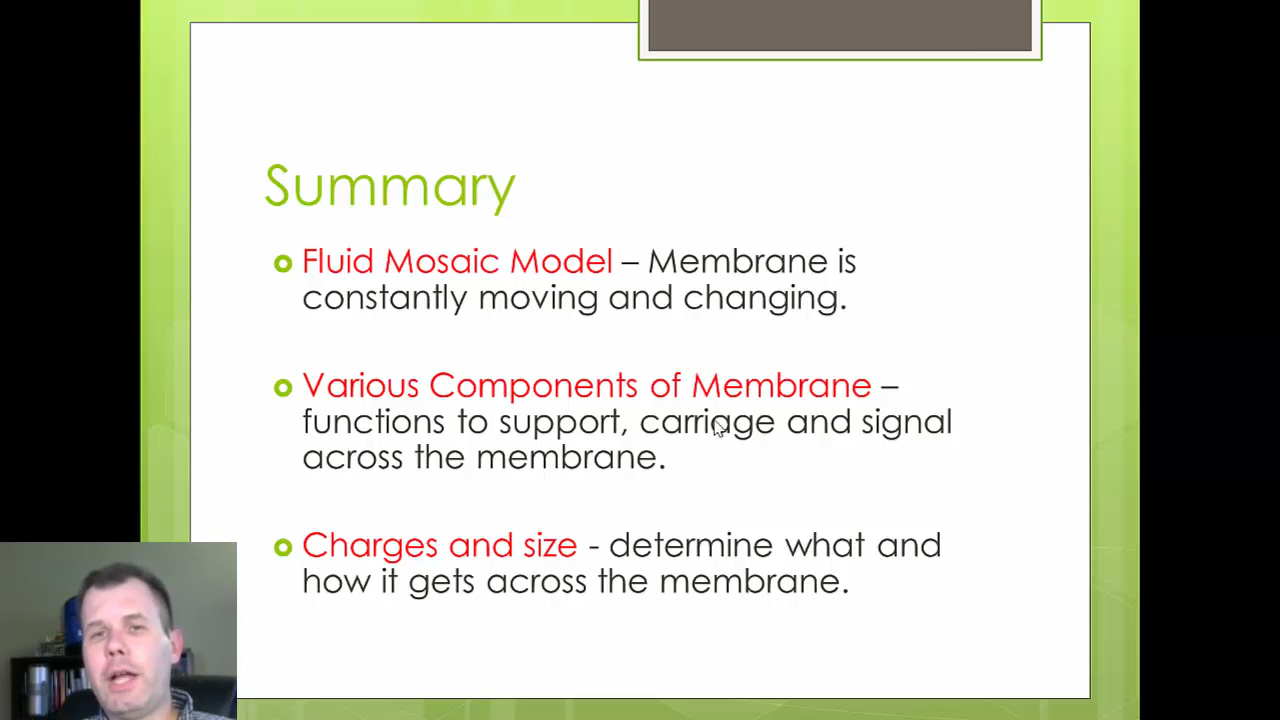 Summary
Fluid Mosaic Model – Membrane is
constantly moving and changing.
Various Components of Membrane –
functions to support, carriage and signal
across the membrane.
Charges and size - determine what and
how it gets across the membrane.